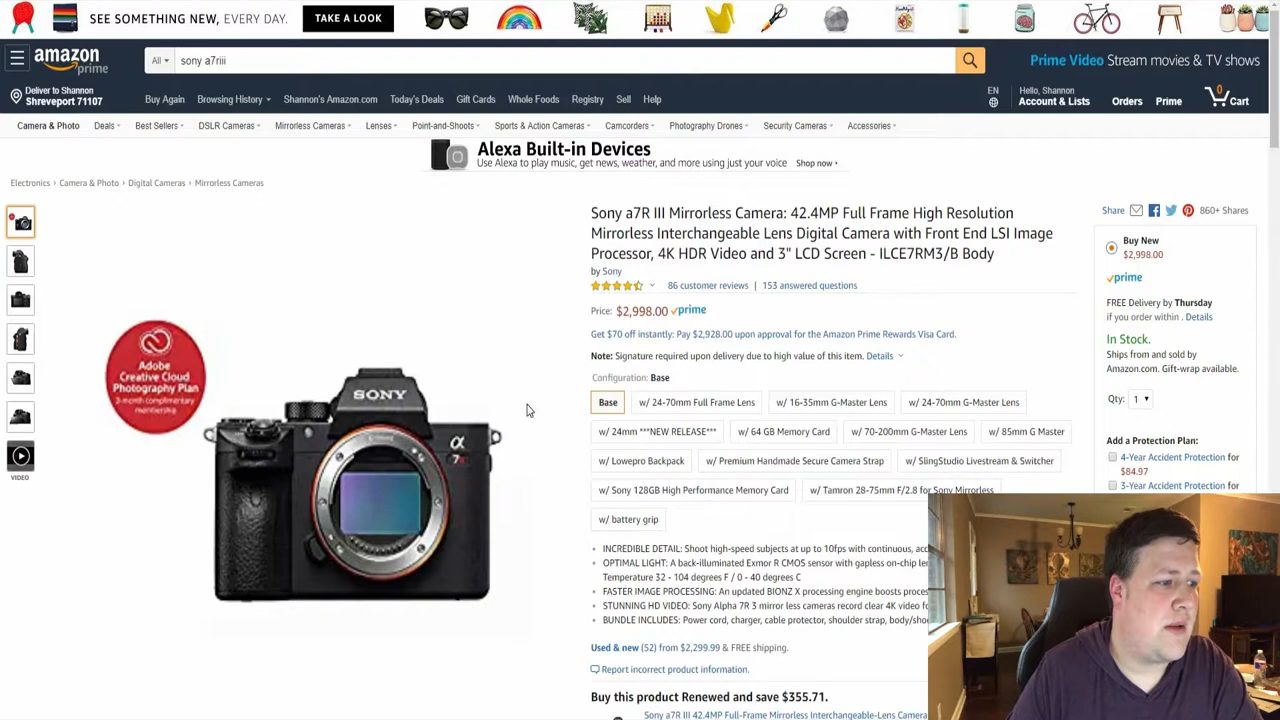 SEE SOMETHING NEW, EVERY DAY. TAKE A LOOK
amazon prime
All sony a7riii
Prime Video Stream movies & TV shows
Deliver to Shannon
Shreveport 71107
Buy Again Browsing History Shannon's Amazon.com Today's Deals Gift Cards Whole Foods Registry Sell Help
EN Hello, Shannon
Account & Lists Orders Prime 0 Cart
Camera & Photo Deals Best Sellers DSLR Cameras Mirrorless Cameras Lenses Point-and-Shoots Sports & Action Cameras Camcorders Photography Drones Security Cameras Accessories
Alexa Built-in Devices
Use Alexa to play music, get news, weather, and more using just your voice Shop now ›
Electronics › Camera & Photo › Digital Cameras › Mirrorless Cameras
VIDEO
Adobe
Creative Cloud
Photography Plan
3-month complimentary
membership
SONY
α
Sony a7R III Mirrorless Camera: 42.4MP Full Frame High Resolution
Mirrorless Interchangeable Lens Digital Camera with Front End LSI Image
Processor, 4K HDR Video and 3" LCD Screen - ILCE7RM3/B Body
by Sony
86 customer reviews | 153 answered questions
Price: $2,998.00 prime
Get $70 off instantly: Pay $2,928.00 upon approval for the Amazon Prime Rewards Visa Card.
Note: Signature required upon delivery due to high value of this item. Details
Configuration: Base
Base w/ 24-70mm Full Frame Lens w/ 16-35mm G-Master Lens w/ 24-70mm G-Master Lens
w/ 24mm ***NEW RELEASE*** w/ 64 GB Memory Card w/ 70-200mm G-Master Lens w/ 85mm G Master
w/ Lowepro Backpack w/ Premium Handmade Secure Camera Strap w/ SlingStudio Livestream & Switcher
w/ Sony 128GB High Performance Memory Card w/ Tamron 28-75mm F/2.8 for Sony Mirrorless
w/ battery grip
• INCREDIBLE DETAIL: Shoot high-speed subjects at up to 10fps with continuous, acc
• OPTIMAL LIGHT: A back-illuminated Exmor R CMOS sensor with gapless on-chip len
Temperature 32 - 104 degrees F / 0 - 40 degrees C
• FASTER IMAGE PROCESSING: An updated BIONZ X processing engine boosts proces
• STUNNING HD VIDEO: Sony Alpha 7R 3 mirror less cameras record clear 4K video fo
• BUNDLE INCLUDES: Power cord, charger, cable protector, shoulder strap, body/sho
Used & new (52) from $2,299.99 & FREE shipping.
Report incorrect product information.
Buy this product Renewed and save $355.71.
Sony a7R III 42.4MP Full-Frame Mirrorless Interchangeable-Lens Camera
Share 860+ Shares
Buy New
$2,998.00
prime
FREE Delivery by Thursday
if you order within . Details
In Stock.
Ships from and sold by
Amazon.com. Gift-wrap available.
Qty: 1
Add a Protection Plan:
4-Year Accident Protection for
$84.97
3-Year Accident Protection for